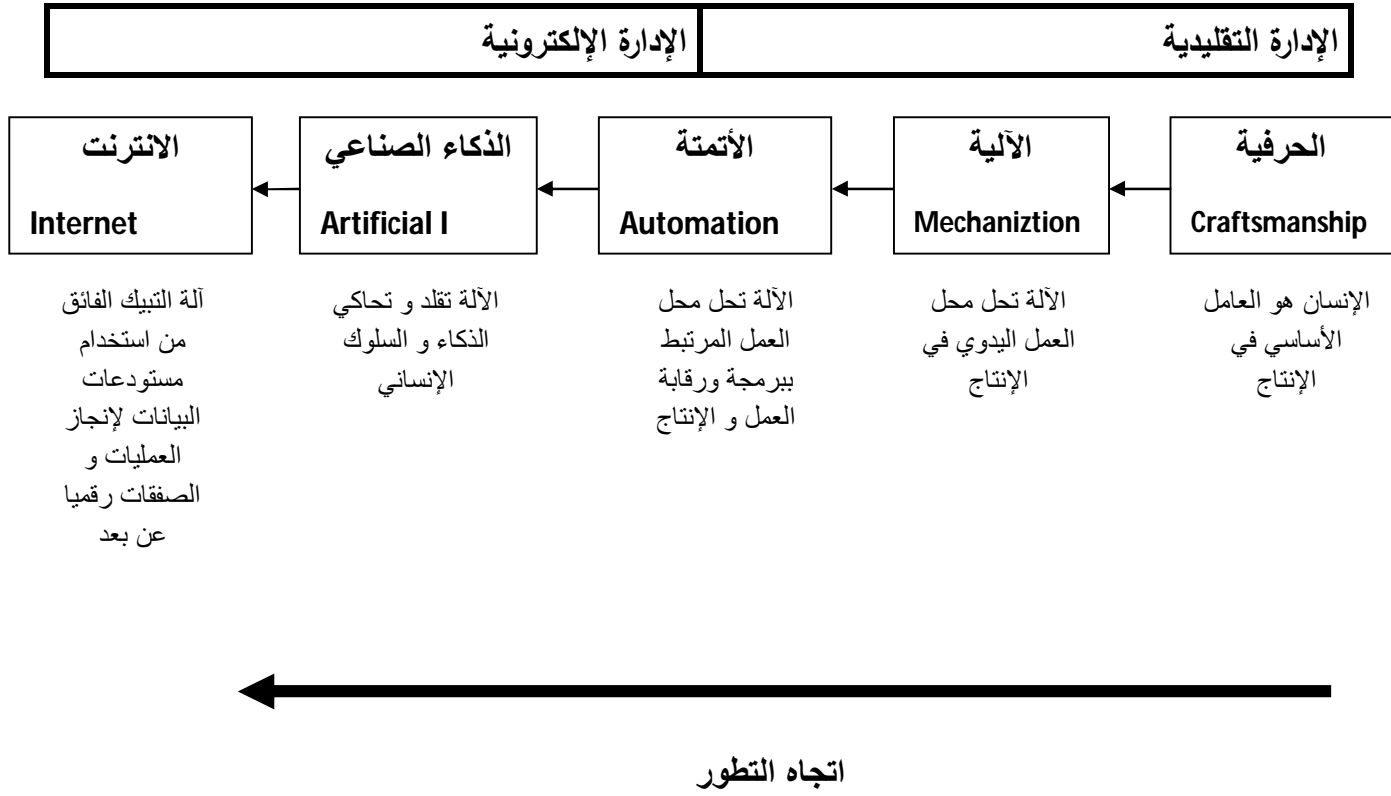 الإدارة التقليدية
الإدارة الإلكترونية
الحرفية
Craftsmanship
الآلية
Mechaniztion
الأتمتة
Automation
الذكاء الصناعي
Artificial I
الانترنت
Internet
الإنسان هو العامل
الأساسي في
الإنتاج
الآلة تحل محل
العمل اليدوي في
الإنتاج
الآلة تحل محل
العمل المرتبط
ببرمجة ورقابة
العمل و الإنتاج
الآلة تقلد و تحاكي
الذكاء و السلوك
الإنساني
آلة التبيك الفائق
من استخدام
مستودعات
البيانات لإنجاز
العمليات و
الصفقات رقميا
عن بعد
اتجاه التطور